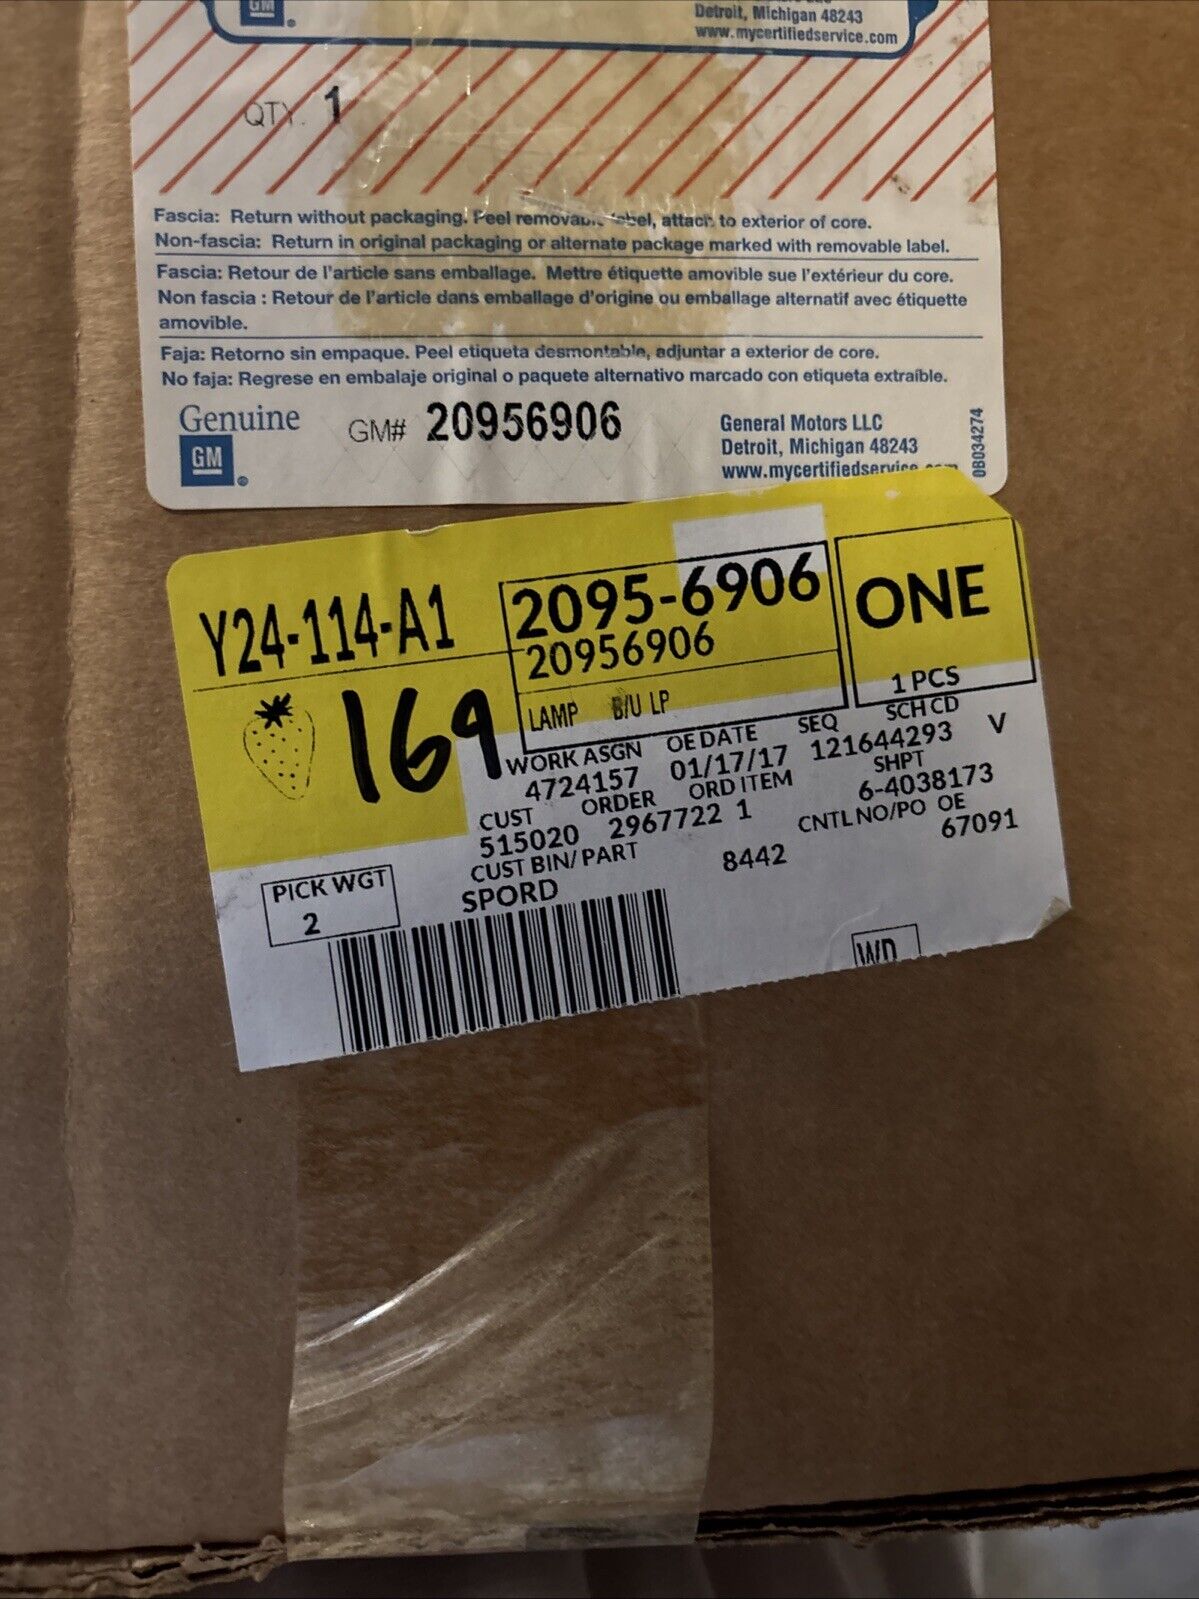 GM
Detroit, Michigan 48243
www.mycertifiedservice.com
QTY. 1
Fascia: Return without packaging. Peel removable label, attach to exterior of core.
Non-fascia: Return in original packaging or alternate package marked with removable label.
Fascia: Retour de l'article sans emballage. Mettre étiquette amovible sue l'extérieur du core.
Non fascia : Retour de l'article dans emballage d'origine ou emballage alternatif avec étiquette
amovible.
Faja: Retorno sin empaque. Peel etiqueta desmontable, adjuntar a exterior de core.
No faja: Regrese en embalaje original o paquete alternativo marcado con etiqueta extraíble.
Genuine
GM
GM# 20956906
General Motors LLC
Detroit, Michigan 48243
www.mycertifiedservice.com
0B034274
Y24-114-A1
2095-6906
20956906
ONE
1 PCS
169
LAMP B/U LP
WORK ASGN OE DATE SEQ SCH CD
4724157 01/17/17 121644293 V
CUST ORDER ORD ITEM SHPT
515020 2967722 1 6-4038173
CUST BIN/ PART CNTL NO/PO OE
SPORD 8442 67091
PICK WGT
2
WD